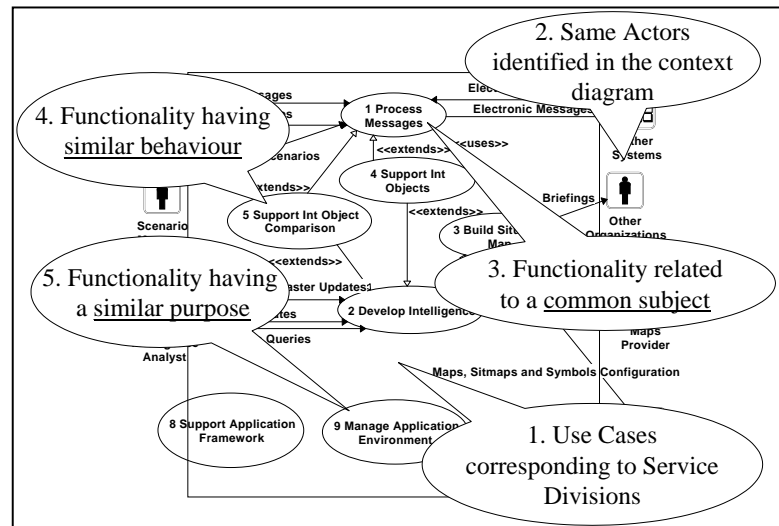 2. Same Actors
identified in the context
diagram
4. Functionality having
similar behaviour
1 Process
Messages
Electronic Messages
Systems
<<extends>>
<<uses>>
4 Support Int
Objects
Briefings
Other
Organizations
5 Support Int Object
Comparison
<<extends>>
Scenario
<<extends>>
3. Functionality related
to a common subject
5. Functionality having
a similar purpose
2 Develop Intelligence
Queries
Analyst
Maps
Provider
Maps, Sitmaps and Symbols Configuration
8 Support Application
Framework
9 Manage Application
Environment
1. Use Cases
corresponding to Service
Divisions